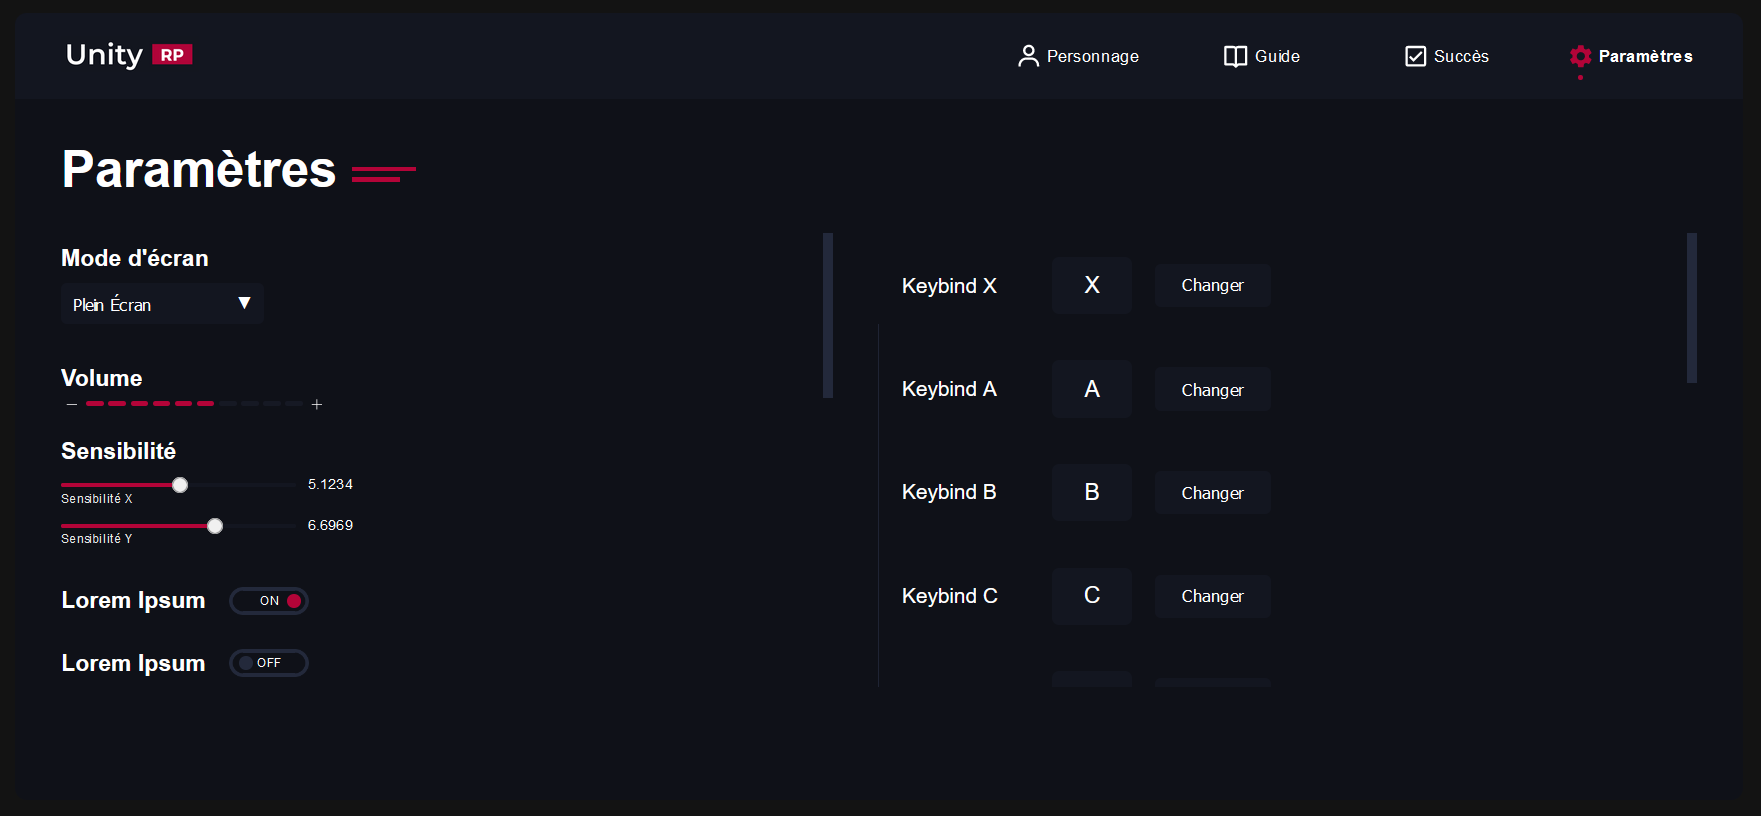 Unity RP
Personnage
Guide
Succès
Paramètres
Paramètres
Mode d'écran
Plein Écran
Volume
Sensibilité
5.1234
Sensibilité X
6.6969
Sensibilité Y
Lorem Ipsum ON
Lorem Ipsum OFF
Keybind X X Changer
Keybind A A Changer
Keybind B B Changer
Keybind C C Changer